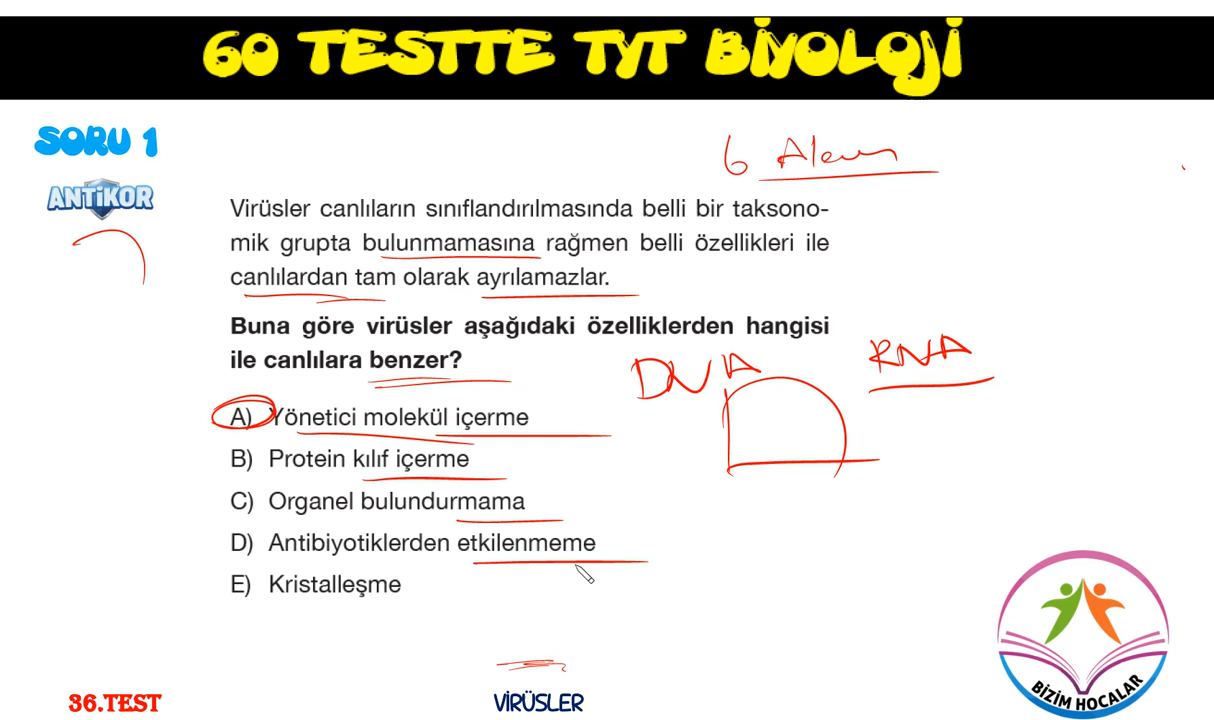 60 TESTTE TYT BİYOLOJİ
SORU 1
6 Alem
ANTİKOR
Virüsler canlıların sınıflandırılmasında belli bir taksono-
mik grupta bulunmamasına rağmen belli özellikleri ile
canlılardan tam olarak ayrılamazlar.
Buna göre virüsler aşağıdaki özelliklerden hangisi
ile canlılara benzer?
DNA
RNA
A) Yönetici molekül içerme
B) Protein kılıf içerme
C) Organel bulundurmama
D) Antibiyotiklerden etkilenmeme
E) Kristalleşme
BİZİM HOCALAR
36.TEST
VİRÜSLER